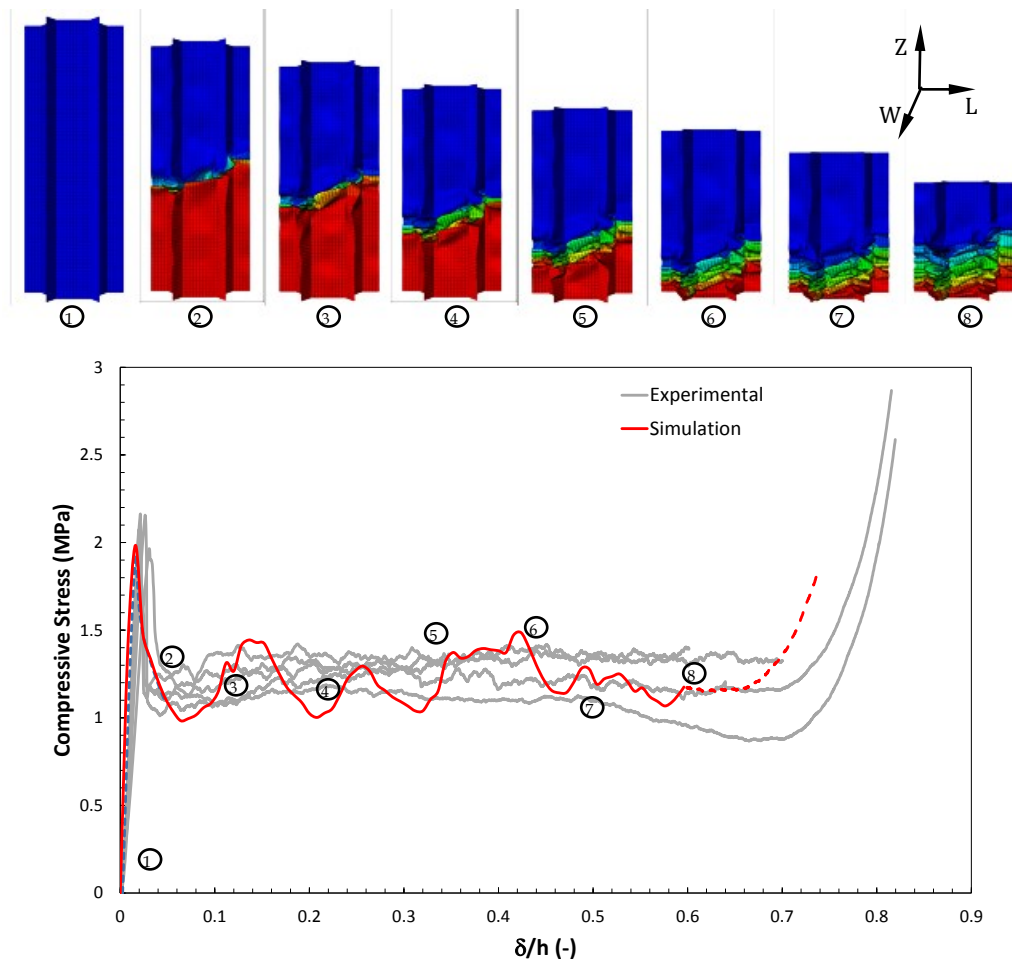 Z
W
L
1 2 3 4 5 6 7 8
3
Experimental
Simulation
2.5
2
1.5
1
0.5
0
Compressive Stress (MPa)
2
3
4
5
6
7
8
1
0 0.1 0.2 0.3 0.4 0.5 0.6 0.7 0.8 0.9
δ/h (-)